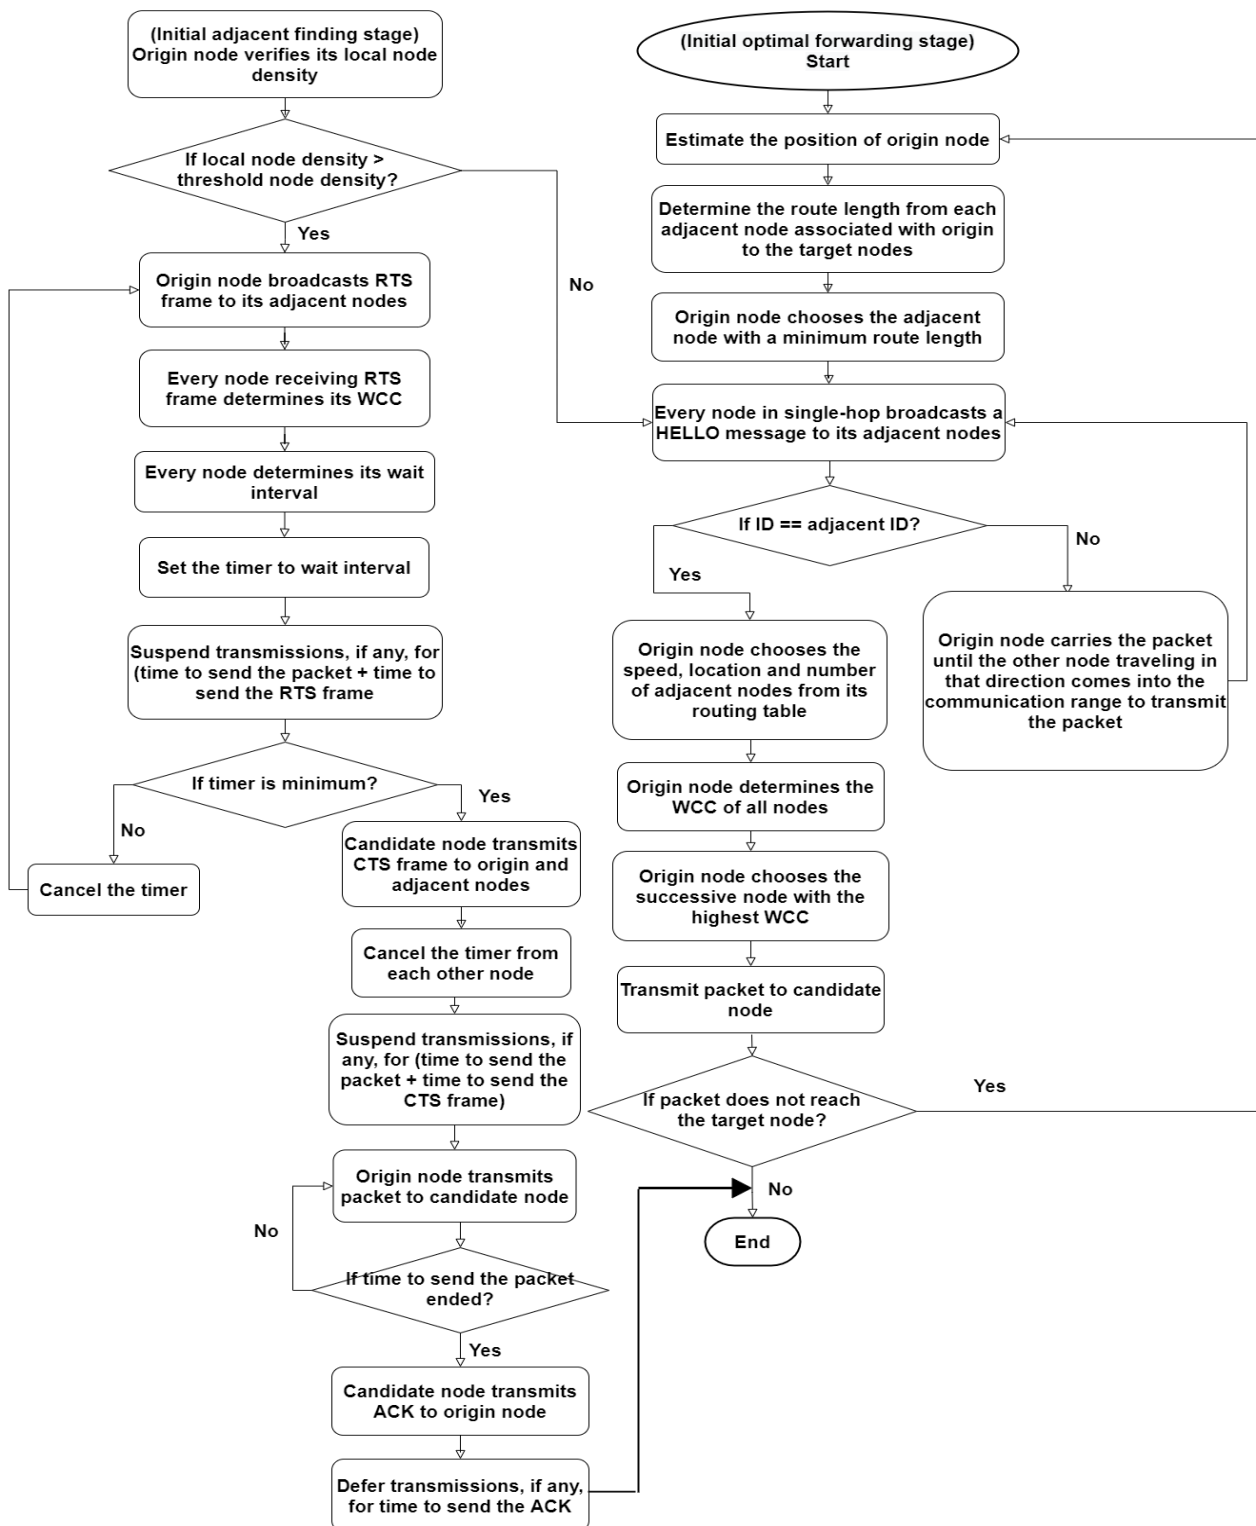 (Initial adjacent finding stage)
Origin node verifies its local node
density
If local node density >
threshold node density?
Yes
No
Origin node broadcasts RTS
frame to its adjacent nodes
Every node receiving RTS
frame determines its WCC
Every node determines its wait
interval
Set the timer to wait interval
Suspend transmissions, if any, for
(time to send the packet + time to
send the RTS frame
If timer is minimum?
No
Yes
Cancel the timer
Candidate node transmits
CTS frame to origin and
adjacent nodes
Cancel the timer from
each other node
Suspend transmissions, if
any, for (time to send the
packet + time to send the
CTS frame)
Origin node transmits
packet to candidate node
No
If time to send the packet
ended?
Yes
Candidate node transmits
ACK to origin node
Defer transmissions, if any,
for time to send the ACK
(Initial optimal forwarding stage)
Start
Estimate the position of origin node
Determine the route length from each
adjacent node associated with origin
to the target nodes
Origin node chooses the adjacent
node with a minimum route length
Every node in single-hop broadcasts a
HELLO message to its adjacent nodes
If ID == adjacent ID?
Yes
No
Origin node chooses the
speed, location and number
of adjacent nodes from its
routing table
Origin node carries the packet
until the other node traveling in
that direction comes into the
communication range to transmit
the packet
Origin node determines the
WCC of all nodes
Origin node chooses the
successive node with the
highest WCC
Transmit packet to candidate
node
If packet does not reach
the target node?
Yes
No
End